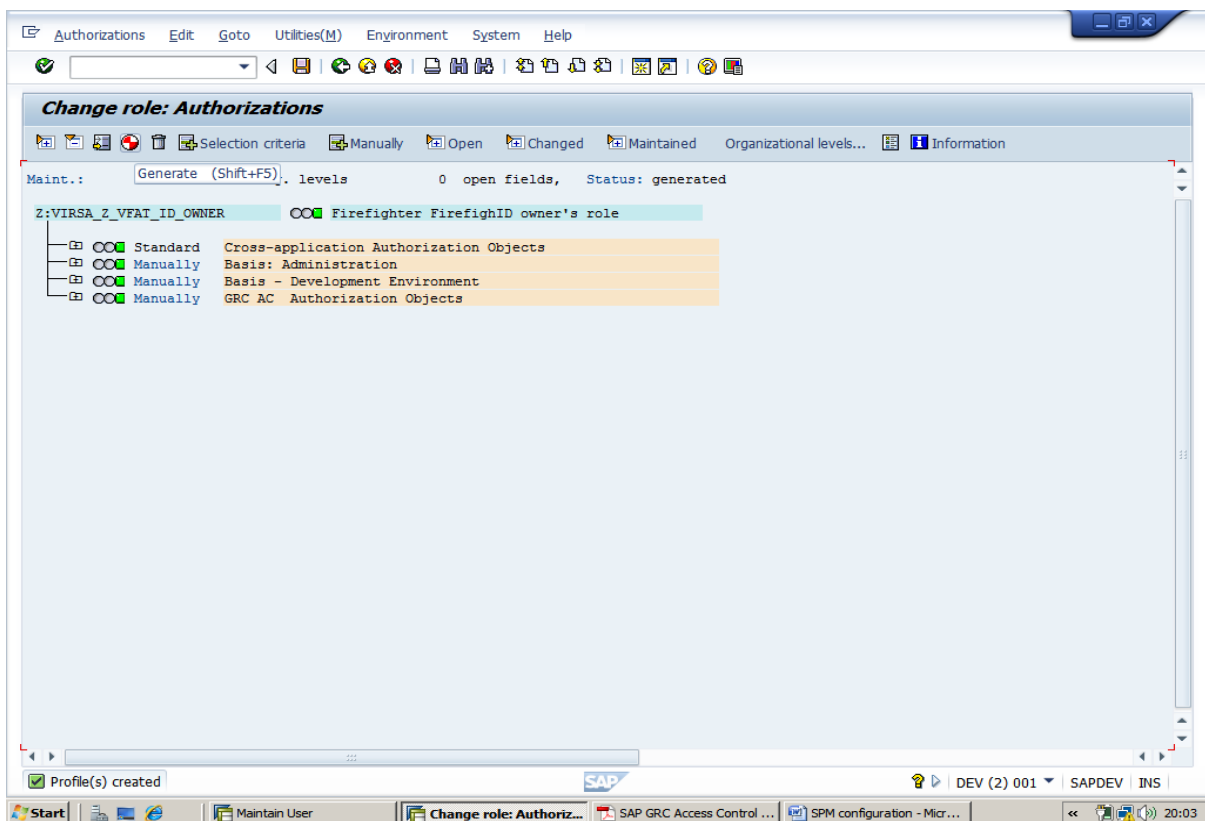 Authorizations Edit Goto Utilities(M) Environment System Help
Change role: Authorizations
Selection criteria Manually Open Changed Maintained Organizational levels... Information
Generate (Shift+F5)
Maint.: . levels 0 open fields, Status: generated
Z:VIRSA_Z_VFAT_ID_OWNER Firefighter FirefighID owner's role
Standard Cross-application Authorization Objects
Manually Basis: Administration
Manually Basis - Development Environment
Manually GRC AC Authorization Objects
Profile(s) created SAP DEV (2) 001 SAPDEV INS
Start Maintain User Change role: Authoriz... SAP GRC Access Control ... SPM configuration - Micr... « 20:03